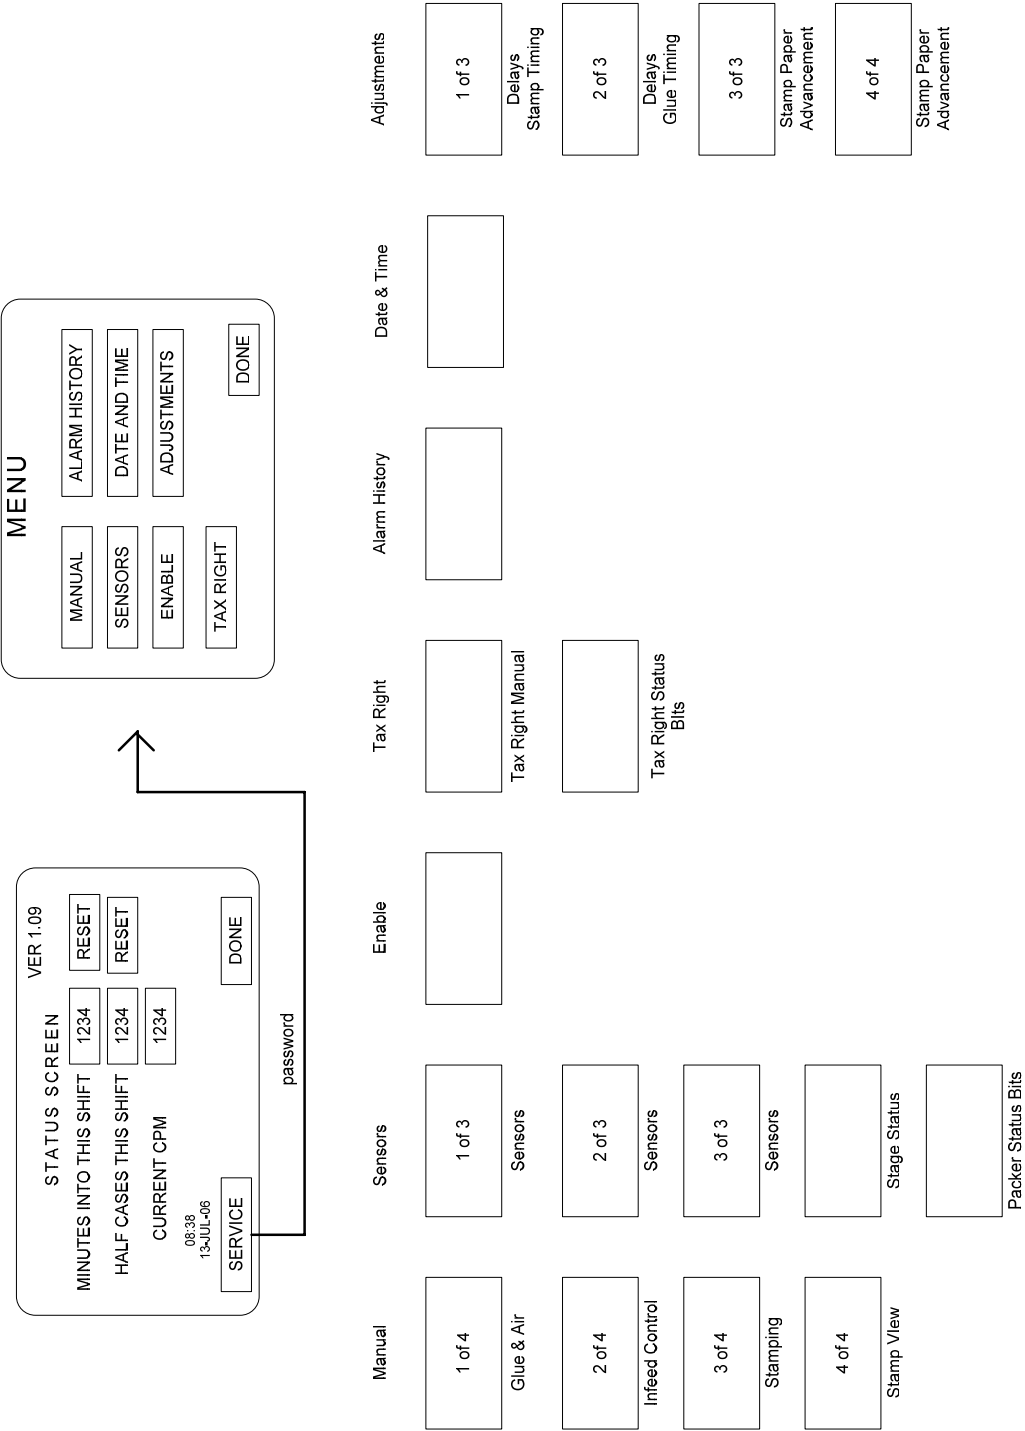 STATUS SCREEN
VER 1.09
MINUTES INTO THIS SHIFT
1234
RESET
HALF CASES THIS SHIFT
1234
RESET
CURRENT CPM
1234
08:38
13-JUL-06
SERVICE
DONE
password
MENU
MANUAL
ALARM HISTORY
SENSORS
DATE AND TIME
ENABLE
ADJUSTMENTS
TAX RIGHT
DONE
Manual
1 of 4
Glue & Air
2 of 4
Infeed Control
3 of 4
Stamping
4 of 4
Stamp VIew
Sensors
1 of 3
Sensors
2 of 3
Sensors
3 of 3
Sensors
Stage Status
Packer Status Bits
Enable
Tax Right
Tax Right Manual
Tax Right Status
BIts
Alarm History
Date & Time
Adjustments
1 of 3
Delays
Stamp Timing
2 of 3
Delays
Glue Timing
3 of 3
Stamp Paper
Advancement
4 of 4
Stamp Paper
Advancement